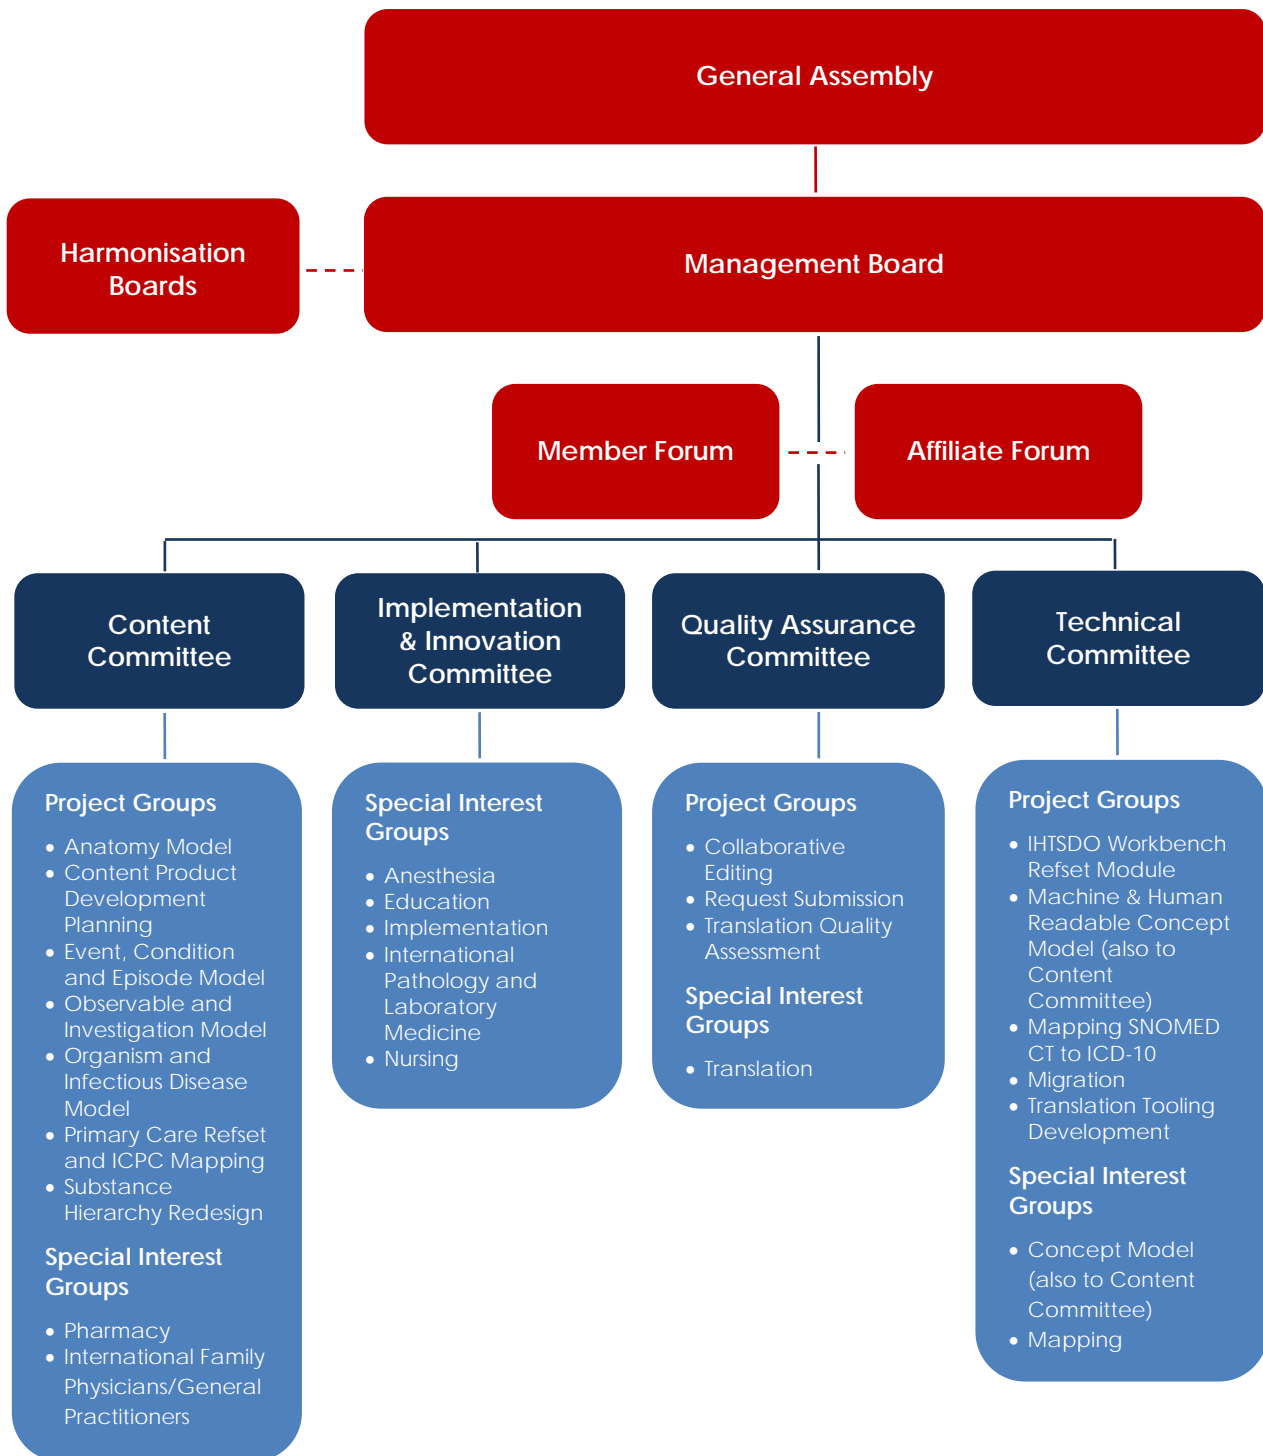 General Assembly
Harmonisation
Boards
Management Board
Member Forum
Affiliate Forum
Content
Committee
Implementation
& Innovation
Committee
Quality Assurance
Committee
Technical
Committee
Project Groups
• Anatomy Model
• Content Product
Development
Planning
• Event, Condition
and Episode Model
• Observable and
Investigation Model
• Organism and
Infectious Disease
Model
• Primary Care Refset
and ICPC Mapping
• Substance
Hierarchy Redesign
Special Interest
Groups
• Pharmacy
• International Family
Physicians/General
Practitioners
Special Interest
Groups
• Anesthesia
• Education
• Implementation
• International
Pathology and
Laboratory
Medicine
• Nursing
Project Groups
• Collaborative
Editing
• Request Submission
• Translation Quality
Assessment
Special Interest
Groups
• Translation
Project Groups
• IHTSDO Workbench
Refset Module
• Machine & Human
Readable Concept
Model (also to
Content
Committee)
• Mapping SNOMED
CT to ICD-10
• Migration
• Translation Tooling
Development
Special Interest
Groups
• Concept Model
(also to Content
Committee)
• Mapping